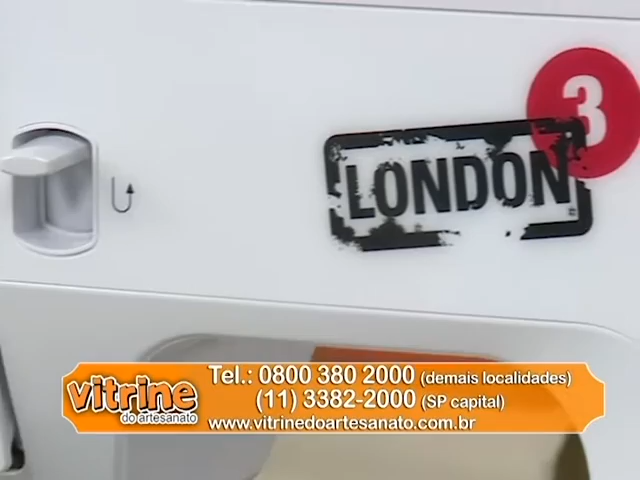 3
LONDON
vitrine
do artesanato
Tel.: 0800 380 2000 (demais localidades)
(11) 3382-2000 (SP capital)
www.vitrinedoartesanato.com.br